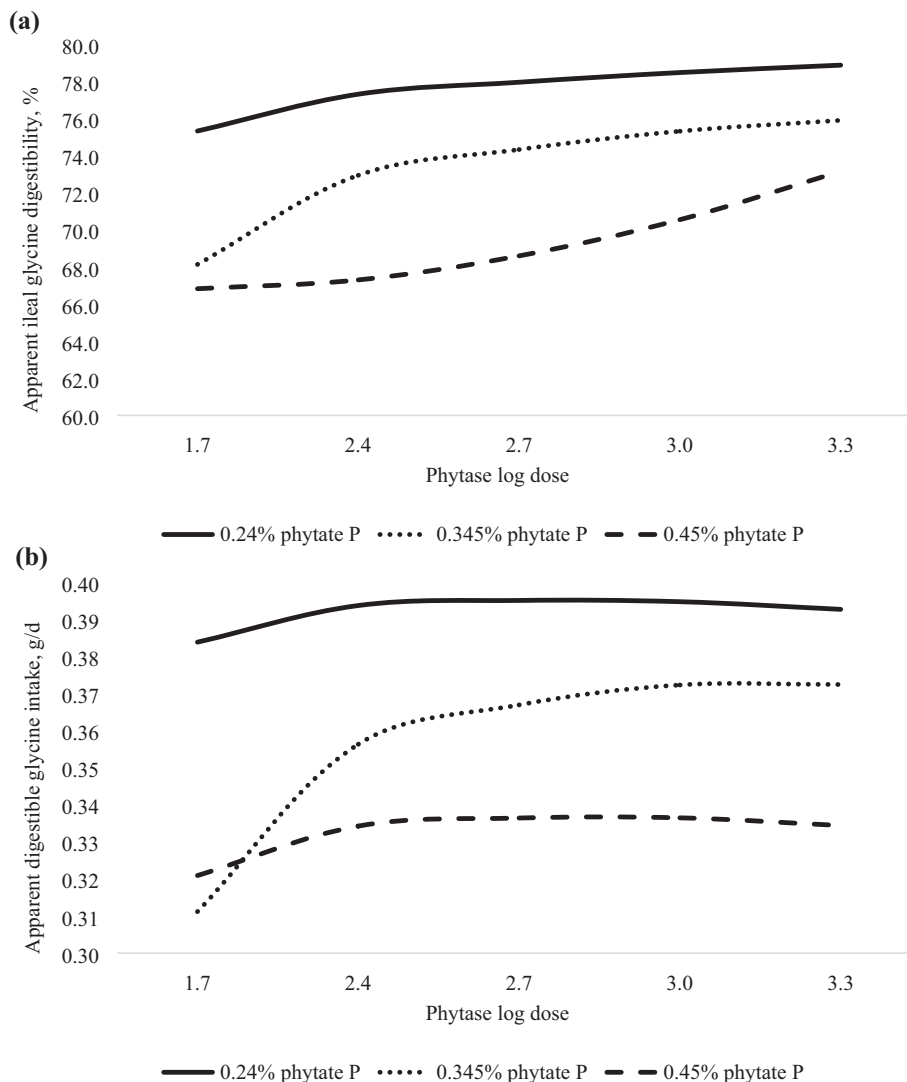 (a)
Apparent ileal glycine digestibility, %
80.0
78.0
76.0
74.0
72.0
70.0
68.0
66.0
64.0
62.0
60.0
1.7 2.4 2.7 3.0 3.3
Phytase log dose
0.24% phytate P 0.345% phytate P 0.45% phytate P
(b)
Apparent digestible glycine intake, g/d
0.40
0.39
0.38
0.37
0.36
0.35
0.34
0.33
0.32
0.31
0.30
1.7 2.4 2.7 3.0 3.3
Phytase log dose
0.24% phytate P 0.345% phytate P 0.45% phytate P